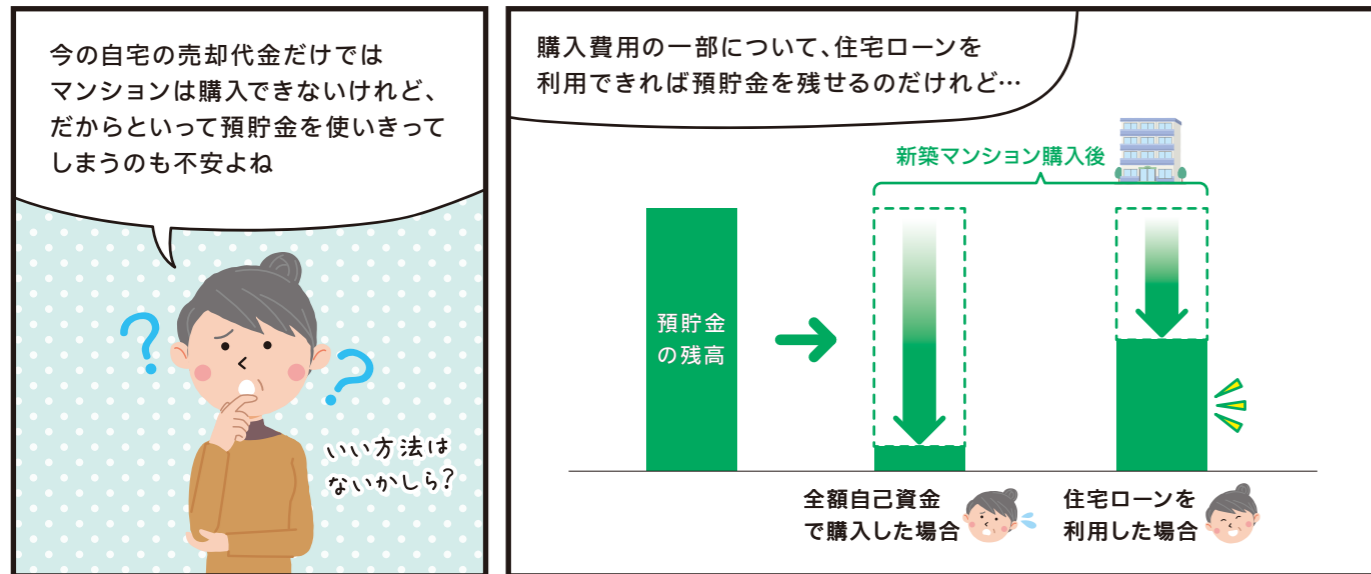 今の自宅の売却代金だけでは
マンションは購入できないけれど、
だからといって預貯金を使いきって
しまうのも不安よね
いい方法は
ないかしら?
購入費用の一部について、住宅ローンを
利用できれば預貯金を残せるのだけれど…
新築マンション購入後
預貯金
の残高
全額自己資金
で購入した場合
住宅ローンを
利用した場合